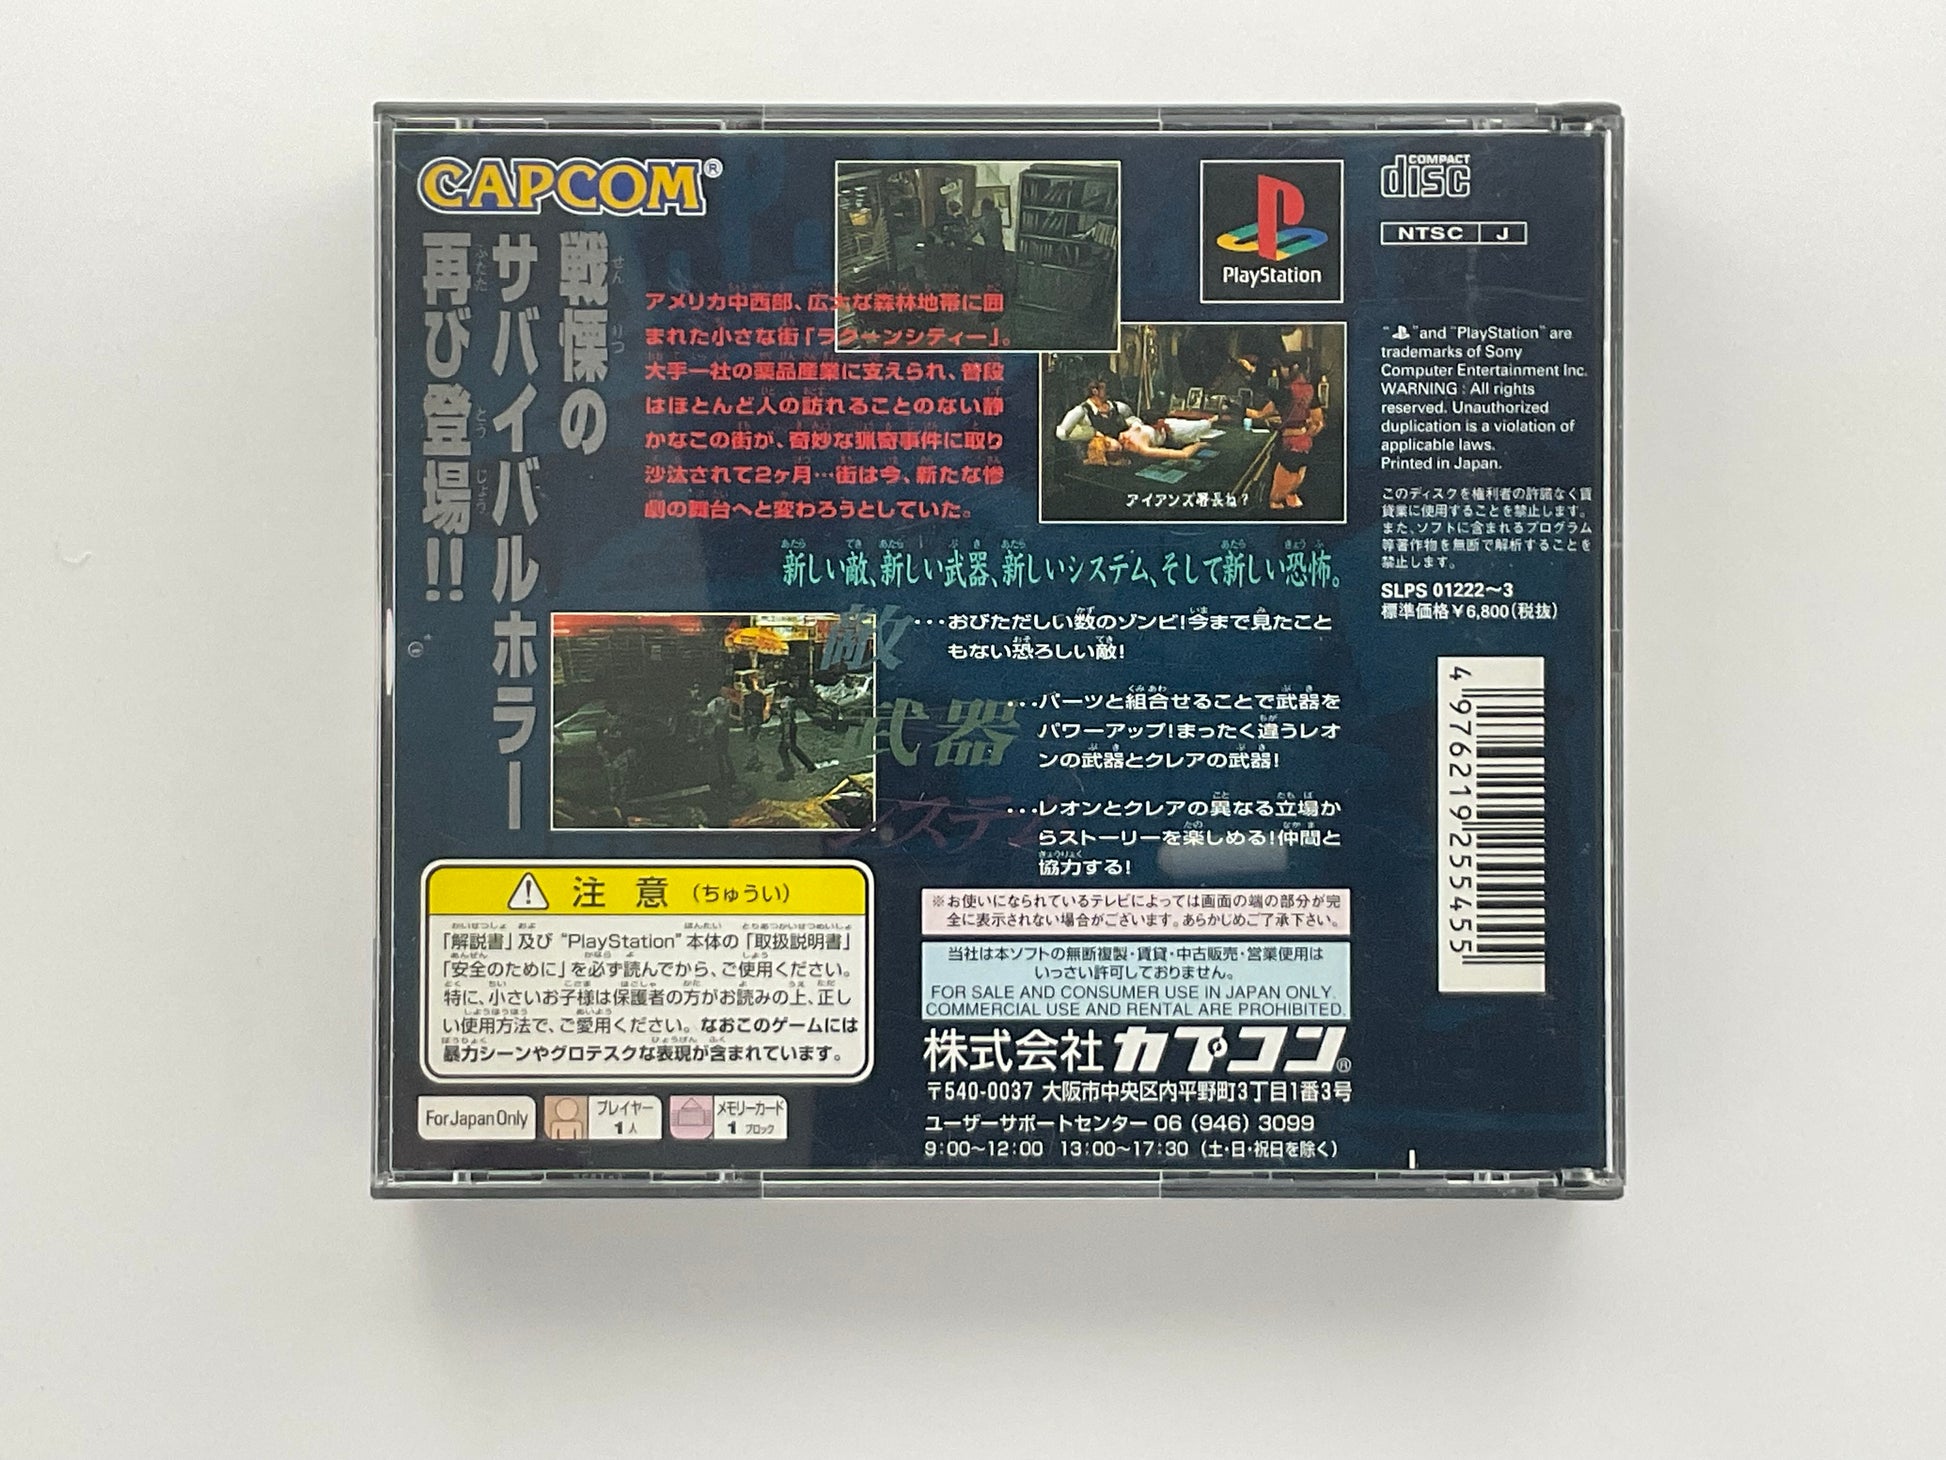 CAPCOM®
戦慄の
サバイバルホラー
再び登場!!
アメリカ中西部、広大な森林地帯に囲
まれた小さな街「ラクーンシティー」。
大手一社の薬品産業に支えられ、普段
はほとんど人の訪れることのない静
かなこの街が、奇妙な猟奇事件に取り
沙汰されて2ヶ月…街は今、新たな惨
劇の舞台へと変わろうとしていた。
アイアンズ署長ね?
新しい敵、新しい武器、新しいシステム、そして新しい恐怖。
敵
…おびただしい数のゾンビ!今まで見たこと
もない恐ろしい敵!
武器
…パーツと組合せることで武器を
パワーアップ!まったく違うレオ
ンの武器とクレアの武器!
システム
…レオンとクレアの異なる立場か
らストーリーを楽しめる!仲間と
協力する!
注意(ちゅうい)
「解説書」及び“PlayStation”本体の「取扱説明書」
「安全のために」を必ず読んでから、ご使用ください。
特に、小さいお子様は保護者の方がお読みの上、正し
い使用方法で、ご愛用ください。なおこのゲームには
暴力シーンやグロテスクな表現が含まれています。
For Japan Only
プレイヤー
1人
メモリーカード
1 ブロック
※お使いになられているテレビによっては画面の端の部分が完
全に表示されない場合がございます。あらかじめご了承下さい。
当社は本ソフトの無断複製・賃貸・中古販売・営業使用は
いっさい許可しておりません。
FOR SALE AND CONSUMER USE IN JAPAN ONLY.
COMMERCIAL USE AND RENTAL ARE PROHIBITED.
株式会社カプコン®
〒540-0037 大阪市中央区内平野町3丁目1番3号
ユーザーサポートセンター 06 (946) 3099
9:00～12:00 13:00～17:30 (土・日・祝日を除く)
PlayStation
COMPACT
disc
NTSC J
“ ”and “PlayStation” are
trademarks of Sony
Computer Entertainment Inc.
WARNING : All rights
reserved. Unauthorized
duplication is a violation of
applicable laws.
Printed in Japan.
このディスクを権利者の許諾なく賃
貸業に使用することを禁止します。
また、ソフトに含まれるプログラム
等著作物を無断で解析することを
禁止します。
SLPS 01222～3
標準価格￥6,800(税抜)
4 976219 255455